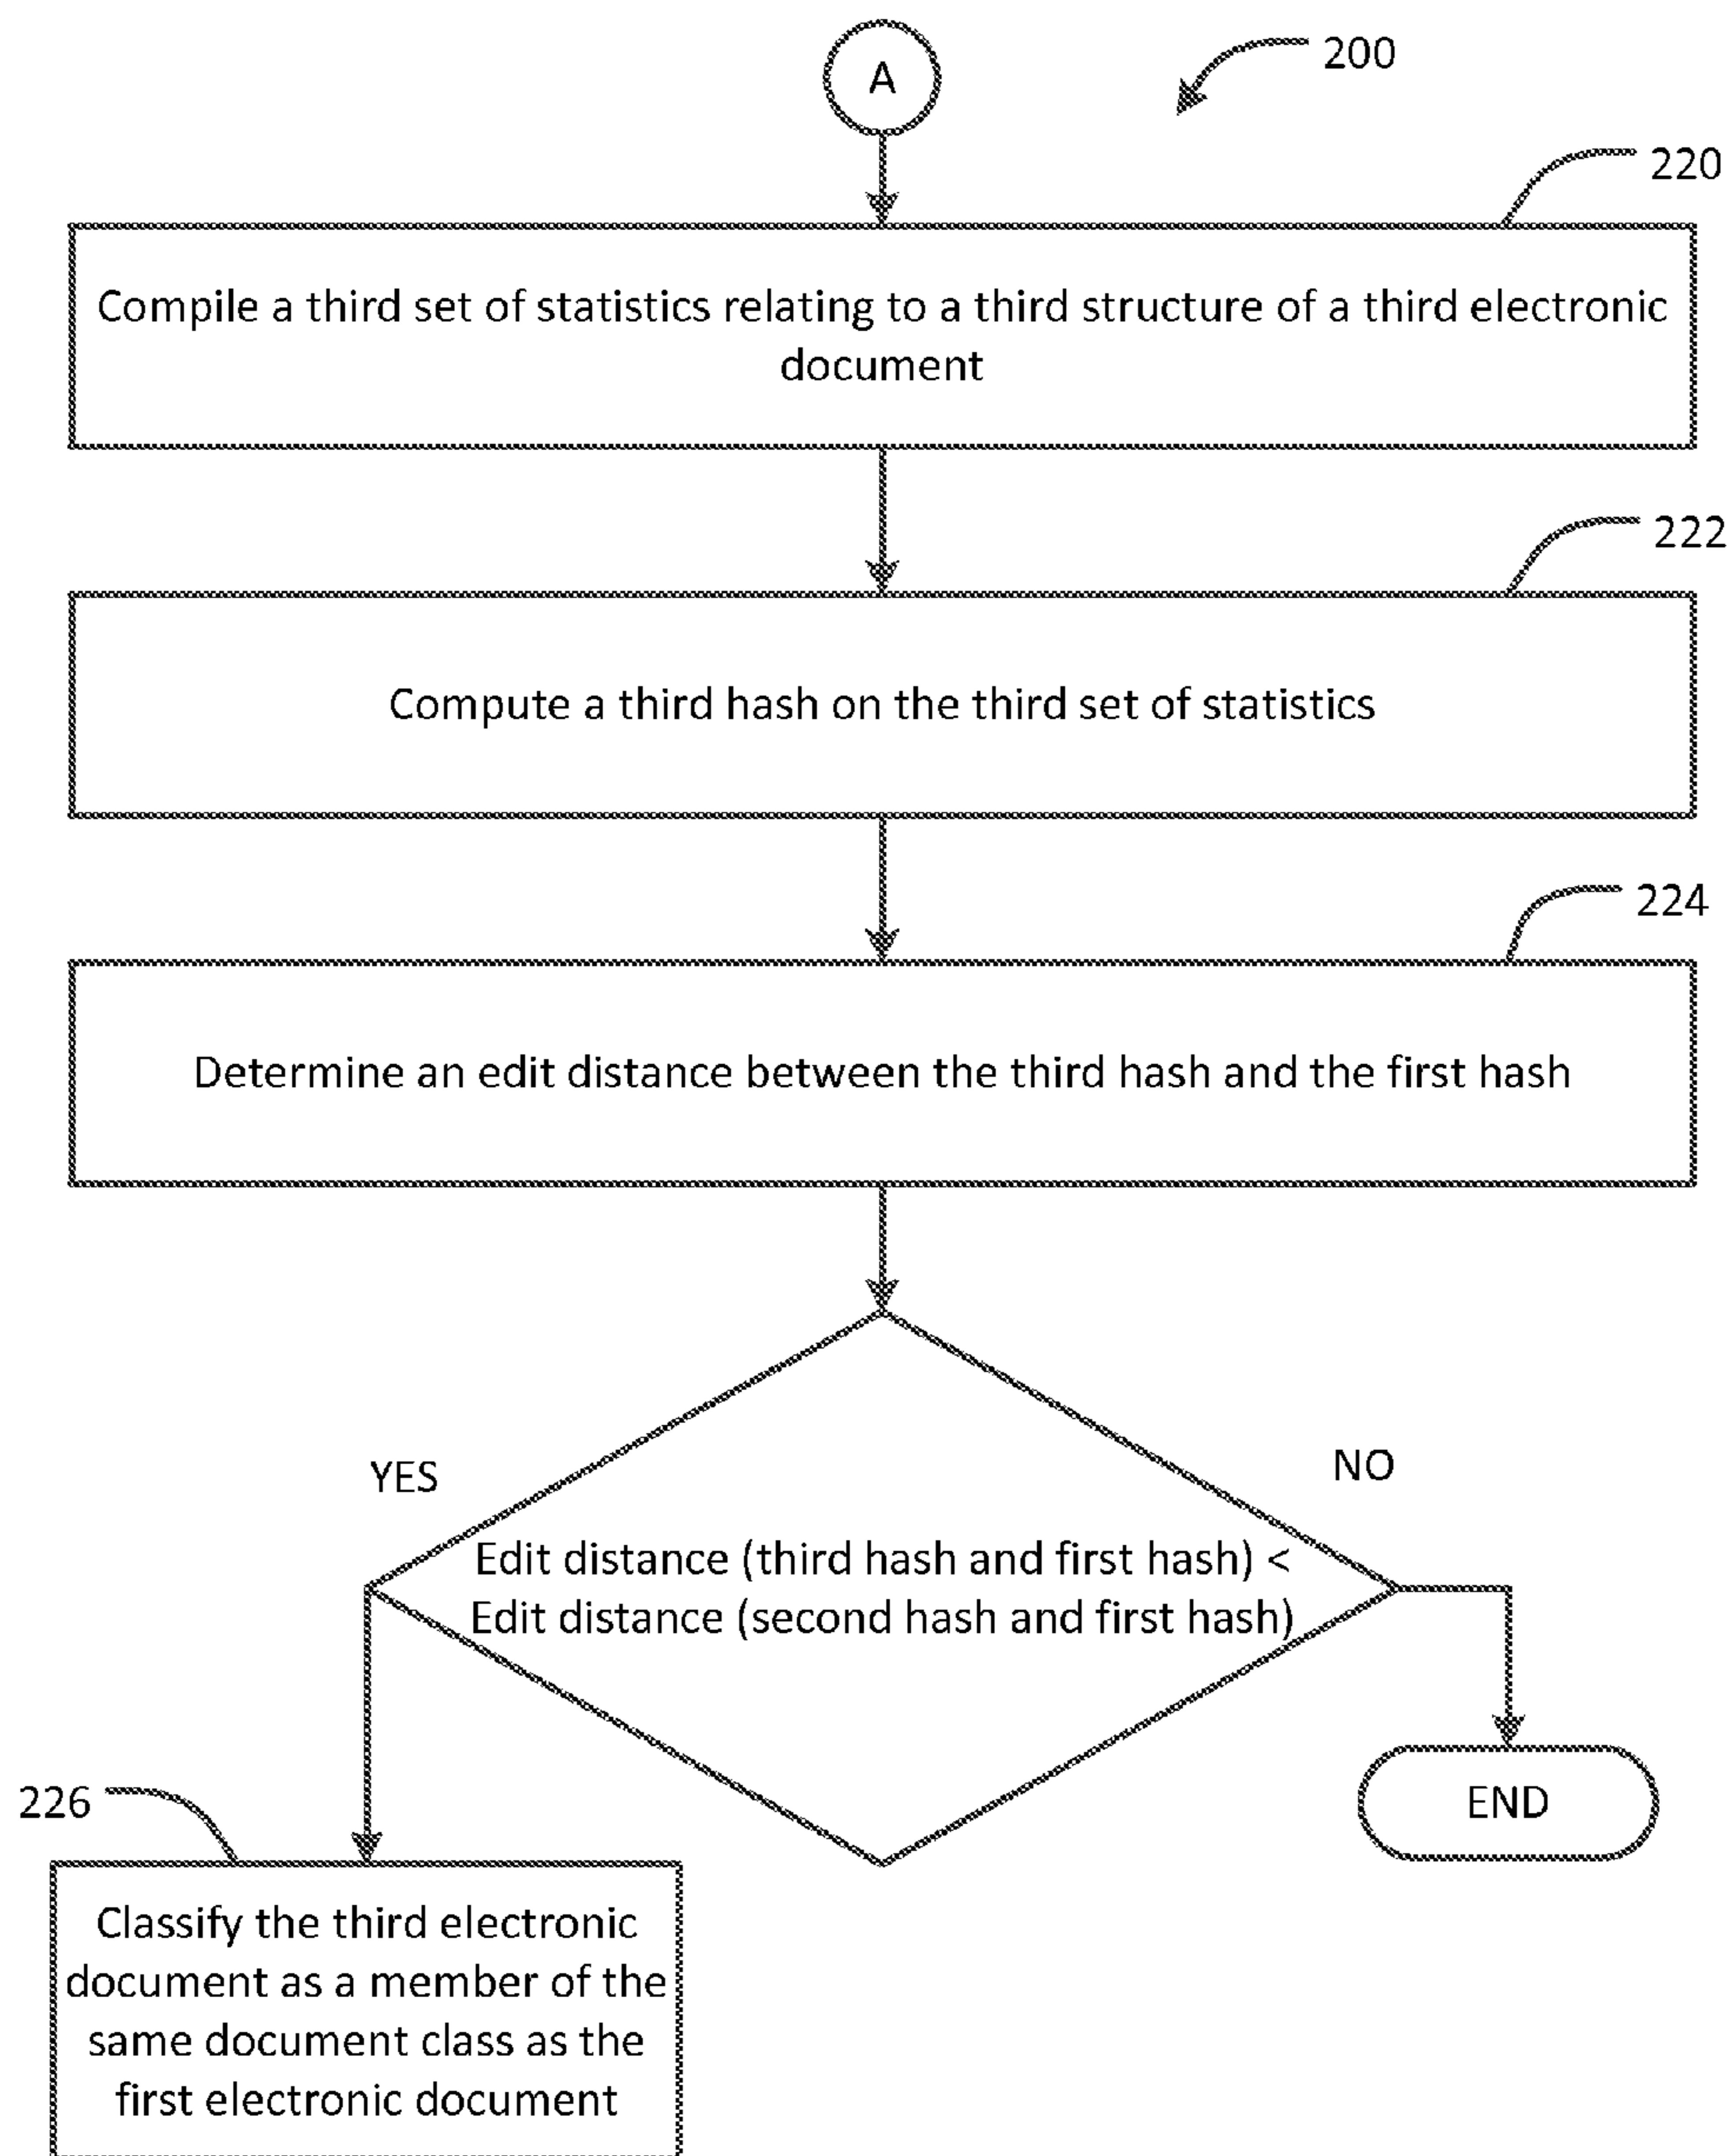 A
200
220
Compile a third set of statistics relating to a third structure of a third electronic
document
222
Compute a third hash on the third set of statistics
224
Determine an edit distance between the third hash and the first hash
YES
NO
Edit distance (third hash and first hash) <
Edit distance (second hash and first hash)
226
END
Classify the third electronic
document as a member of the
same document class as the
first electronic document